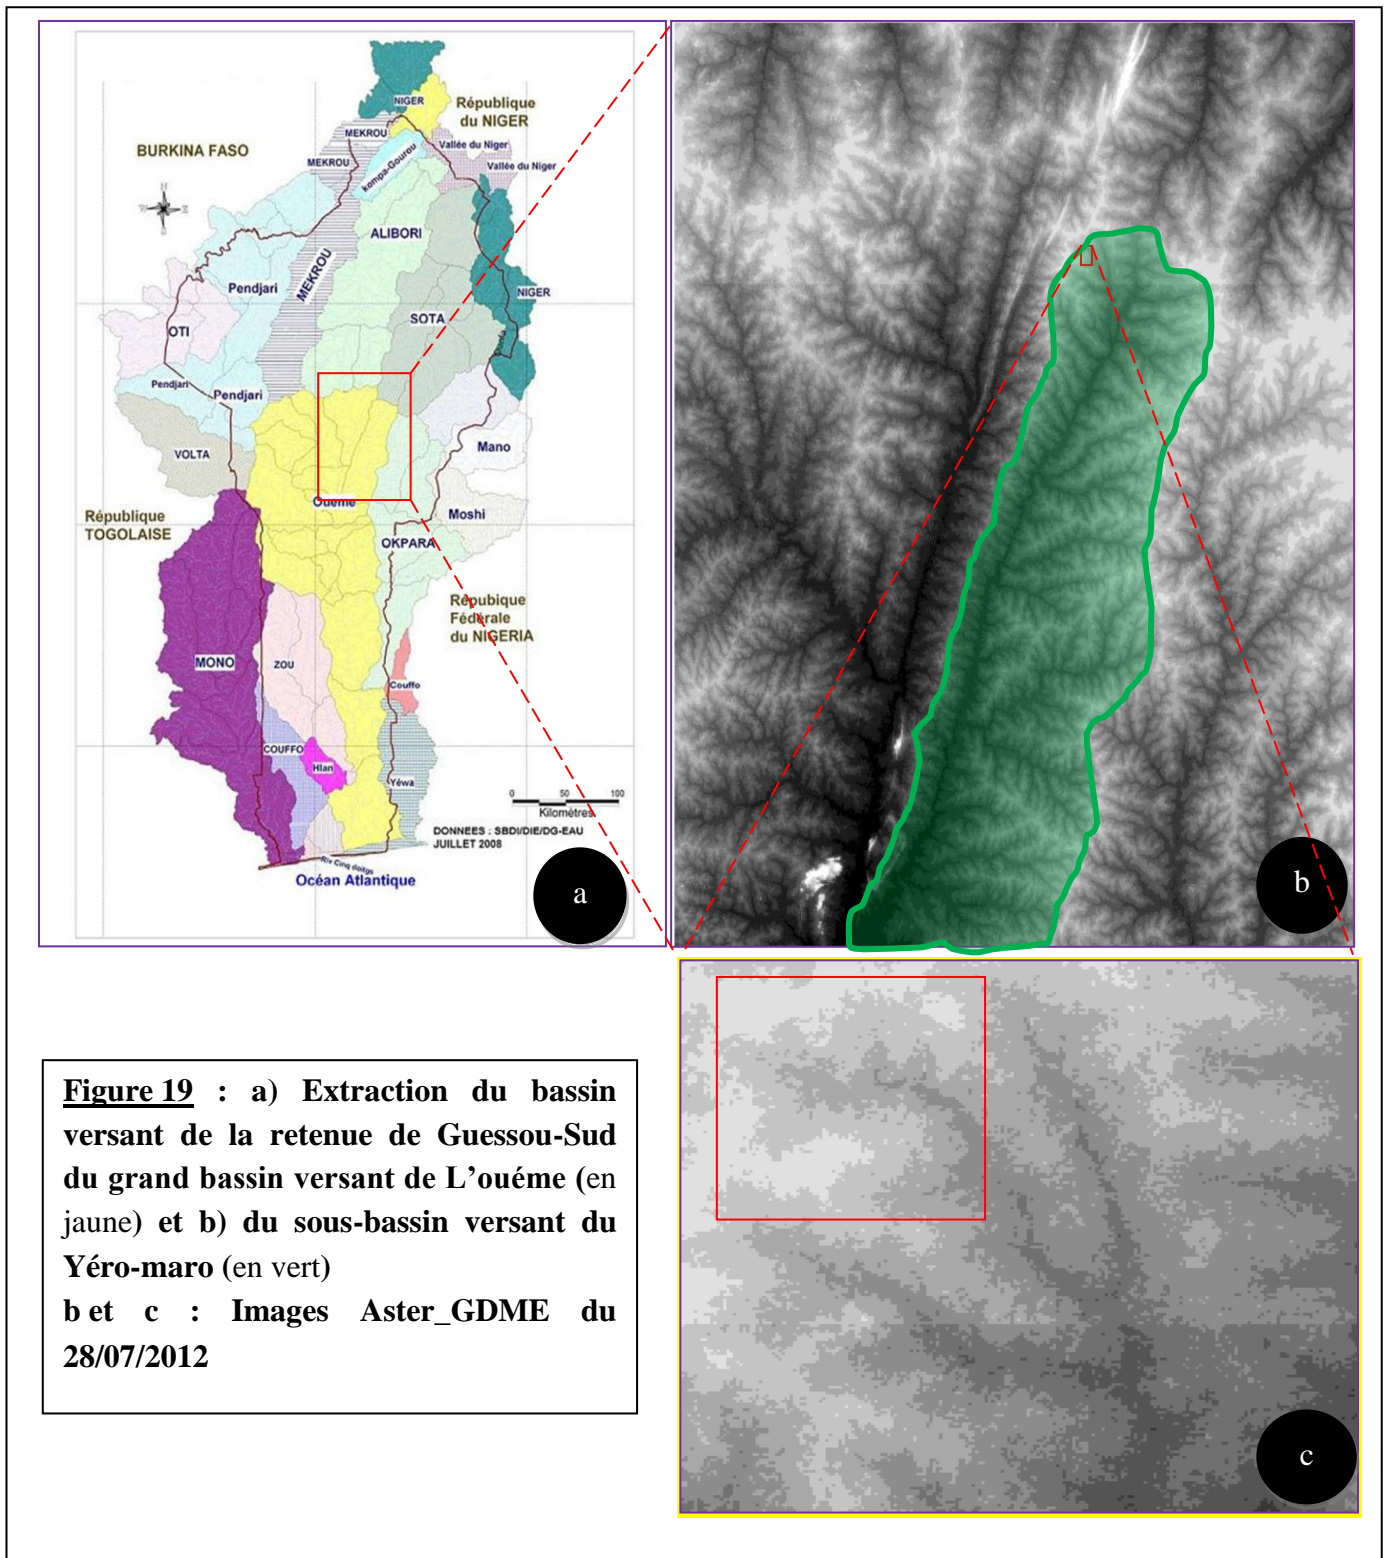 NIGER
République
du NIGER
MEKROU
BURKINA FASO
Vallée du Niger
MEKROU
kompa-Gourou
Vallée du Niger
ALIBORI
MEKROU
Pendjari
NIGER
SOTA
OTI
Pendjari
Pendjari
VOLTA
Mano
Ouémé
Moshi
République
TOGOLAISE
OKPARA
Répubique
Fédérale
du NIGERIA
MONO
ZOU
Couffo
COUFFO
Hlan
Yéwa
0 50 100
Kilomètres
DONNEES : SBDI/DIE/DG-EAU
JUILLET 2008
Riv Cinq doitgs
Océan Atlantique
a
b
c
Figure 19 : a) Extraction du bassin
versant de la retenue de Guessou-Sud
du grand bassin versant de L'ouéme (en
jaune) et b) du sous-bassin versant du
Yéro-maro (en vert)
b et c : Images Aster_GDME du
28/07/2012